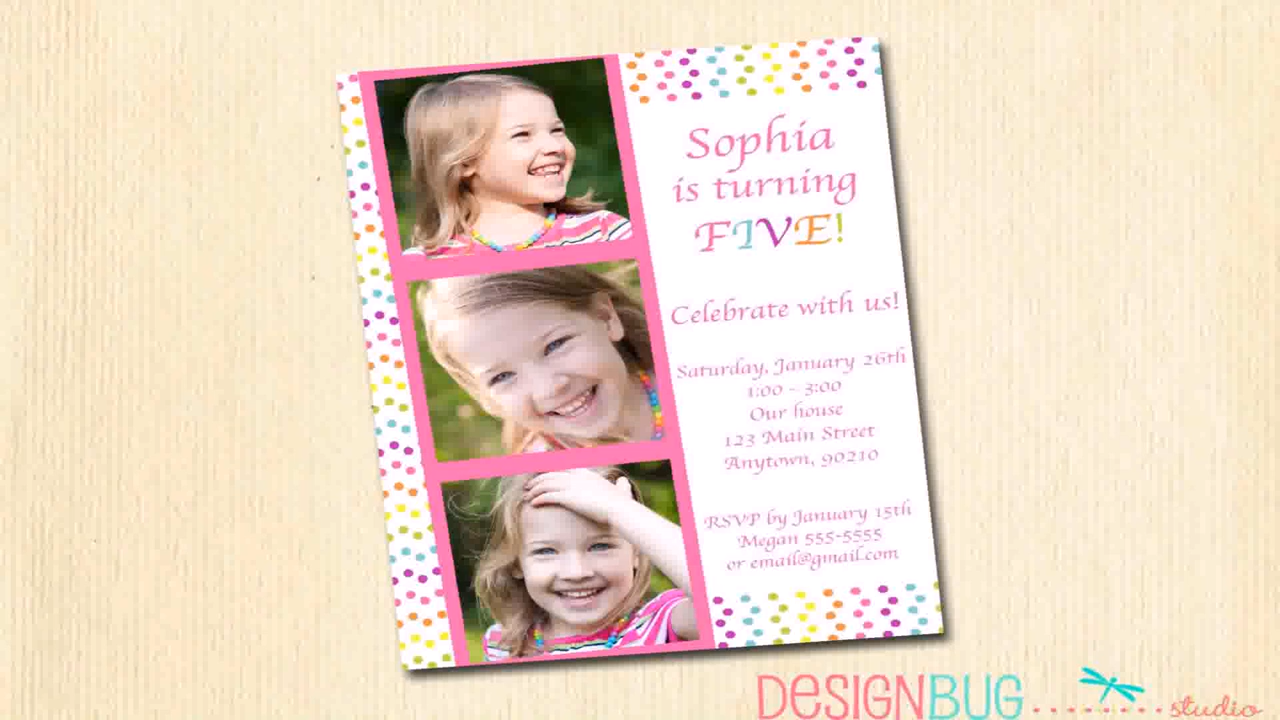 Sophia
is turning
FIVE!
Celebrate with us!
Saturday, January 26th
1:00 - 3:00
Our house
123 Main Street
Anytown, 90210
RSVP by January 15th
Megan 555-5555
or email@gmail.com
DESIGNBUG........studio